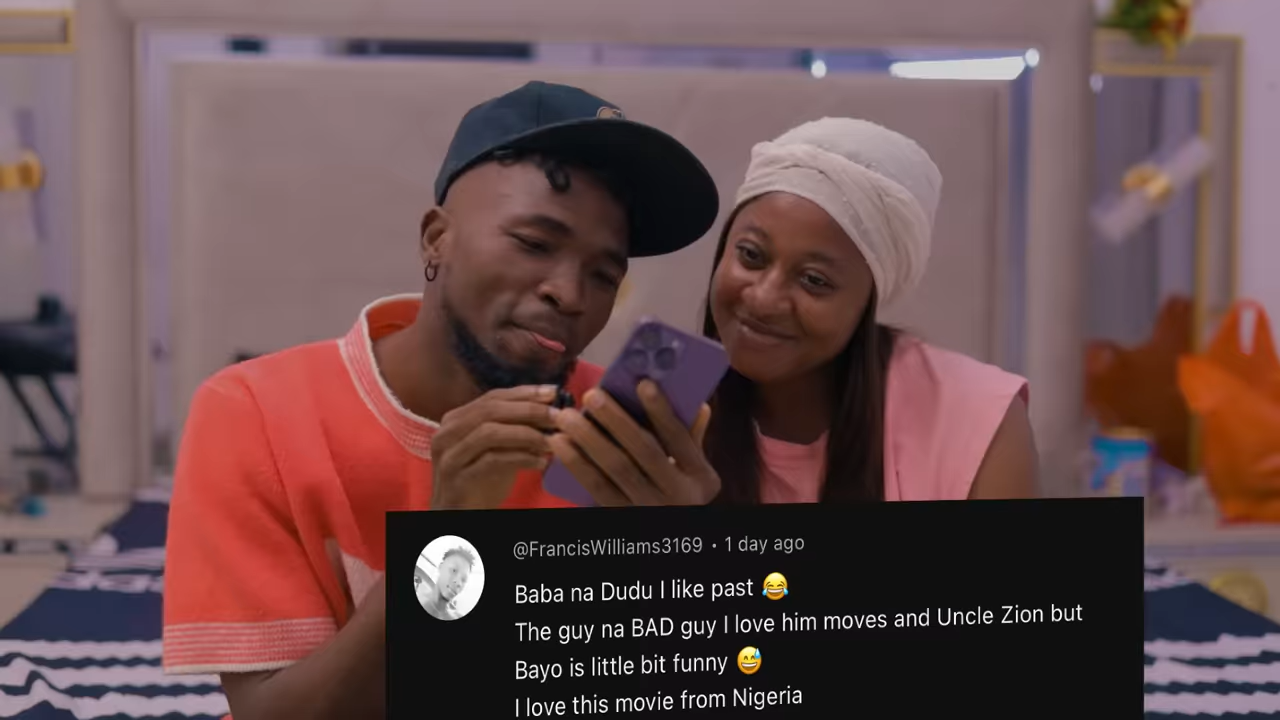 @FrancisWilliams3169 • 1 day ago
Baba na Dudu I like past 😂
The guy na BAD guy I love him moves and Uncle Zion but
Bayo is little bit funny 😅
I love this movie from Nigeria